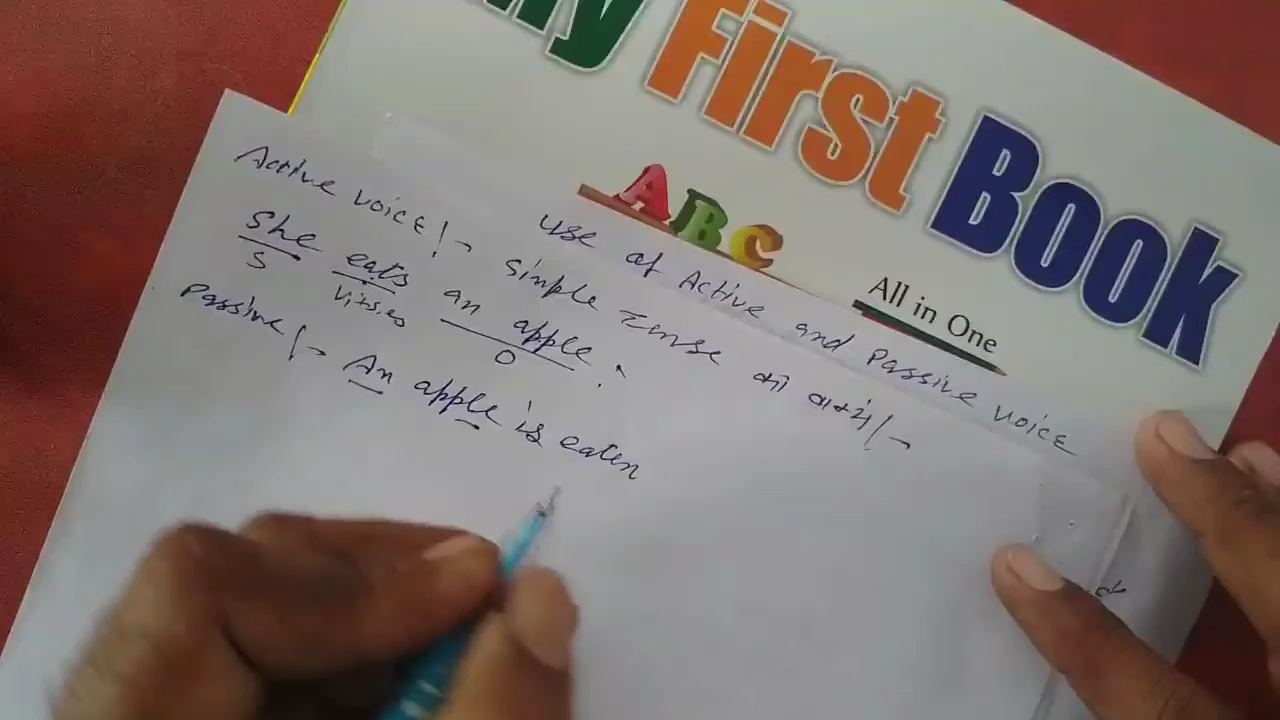 My First Book
ABC
All in One
use of Active and Passive voice
Simple Tense का वाक्य:-
Active voice:-
She eats an apple.
S V1+s,es O
Passive:- An apple is eaten